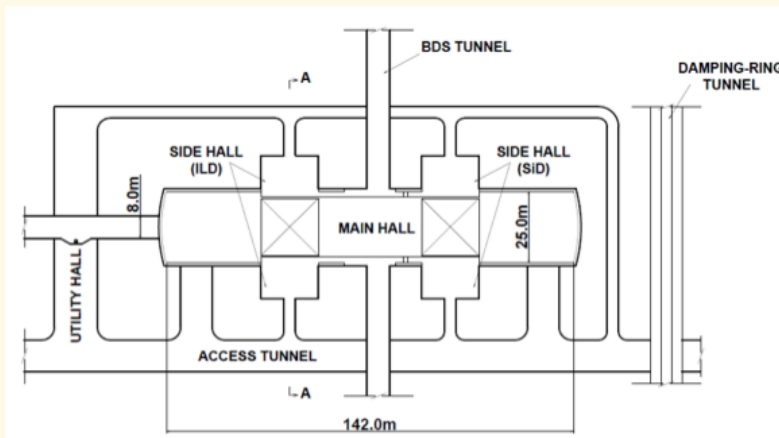 BDS TUNNEL
A
DAMPING-RING
TUNNEL
SIDE HALL
(ILD)
SIDE HALL
(SiD)
8.0m
MAIN HALL
25.0m
UTILITY HALL
ACCESS TUNNEL
A
142.0m